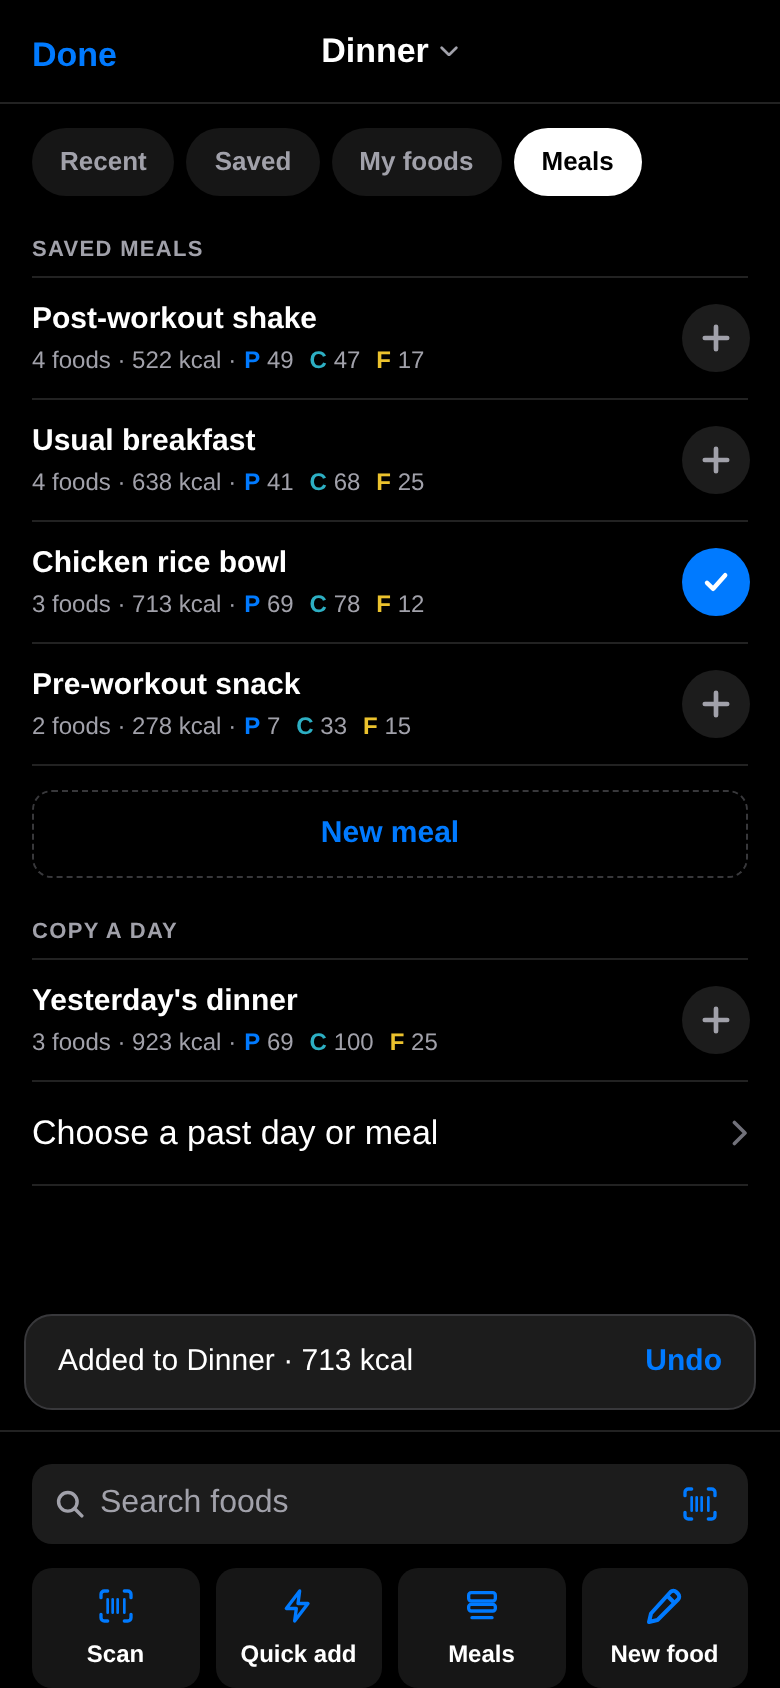 Done
Dinner
Recent Saved My foods Meals
SAVED MEALS
Post-workout shake
4 foods · 522 kcal · P 49 C 47 F 17
Usual breakfast
4 foods · 638 kcal · P 41 C 68 F 25
Chicken rice bowl
3 foods · 713 kcal · P 69 C 78 F 12
Pre-workout snack
2 foods · 278 kcal · P 7 C 33 F 15
New meal
COPY A DAY
Yesterday's dinner
3 foods · 923 kcal · P 69 C 100 F 25
Choose a past day or meal
Added to Dinner · 713 kcal Undo
Search foods
Scan Quick add Meals New food